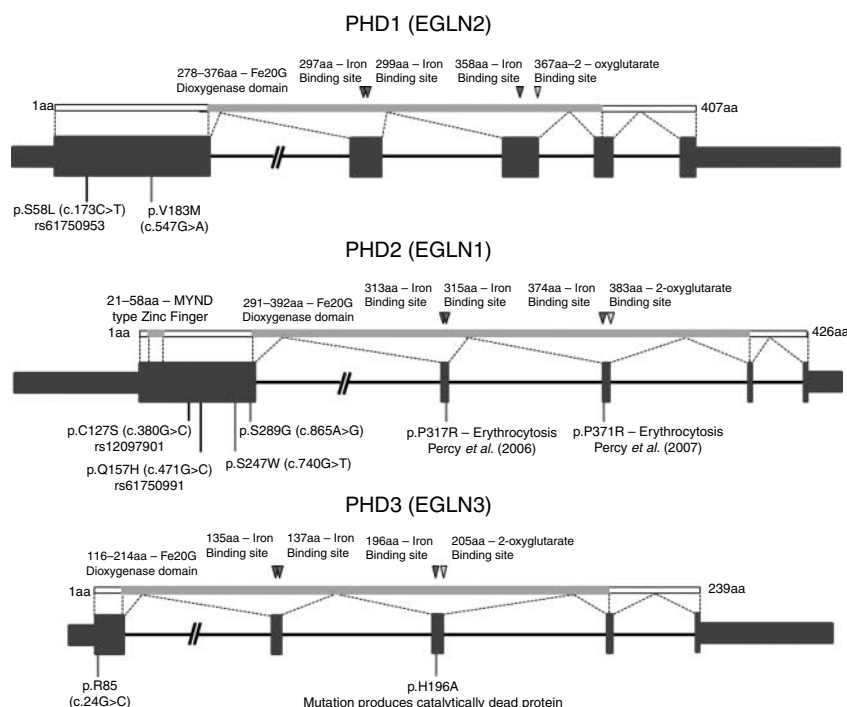 PHD1 (EGLN2)
278–376aa – Fe20G
Dioxygenase domain
297aa – Iron
Binding site
299aa – Iron
Binding site
358aa – Iron
Binding site
367aa–2 – oxyglutarate
Binding site
1aa
407aa
p.S58L (c.173C>T)
rs61750953
p.V183M
(c.547G>A)
PHD2 (EGLN1)
21–58aa – MYND
type Zinc Finger
291–392aa – Fe20G
Dioxygenase domain
313aa – Iron
Binding site
315aa – Iron
Binding site
374aa – Iron
Binding site
383aa – 2-oxyglutarate
Binding site
1aa
426aa
p.C127S (c.380G>C)
rs12097901
p.S289G (c.865A>G)
p.Q157H (c.471G>C)
rs61750991
p.S247W (c.740G>T)
p.P317R – Erythrocytosis
Percy et al. (2006)
p.P371R – Erythrocytosis
Percy et al. (2007)
PHD3 (EGLN3)
116–214aa – Fe20G
Dioxygenase domain
135aa – Iron
Binding site
137aa – Iron
Binding site
196aa – Iron
Binding site
205aa – 2-oxyglutarate
Binding site
1aa
239aa
p.R85
(c.24G>C)
p.H196A
Mutation produces catalytically dead protein